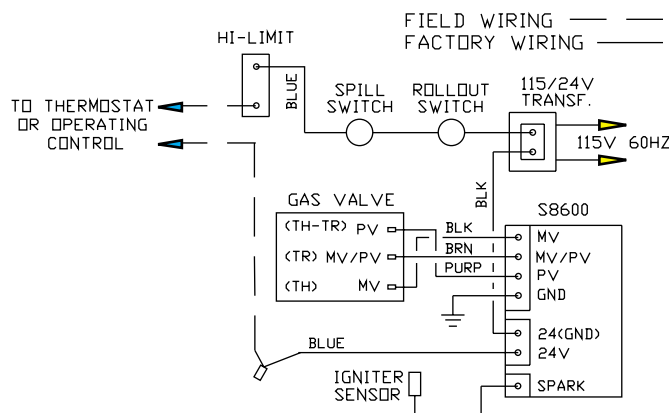 FIELD WIRING
FACTORY WIRING
HI-LIMIT
BLUE
SPILL
SWITCH
ROLLOUT
SWITCH
115/24V
TRANSF.
TO THERMOSTAT
OR OPERATING
CONTROL
115V 60HZ
BLK
GAS VALVE
(TH-TR) PV
(TR) MV/PV
(TH) MV
BLK
BRN
PURP
S8600
MV
MV/PV
PV
GND
24(GND)
24V
BLUE
IGNITER
SENSOR
SPARK